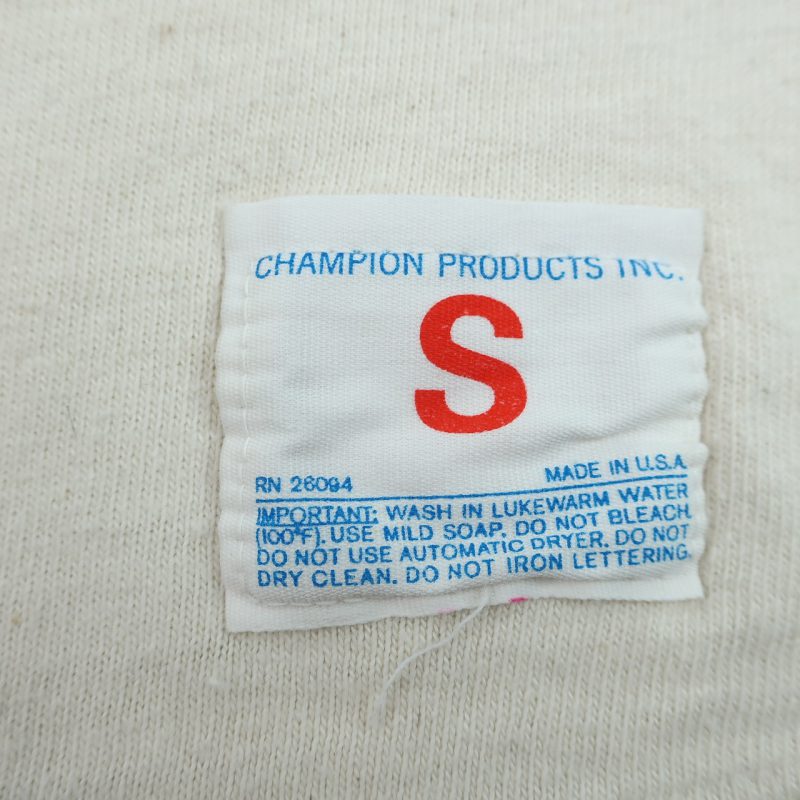 CHAMPION PRODUCTS INC.
S
RN 26094
MADE IN U.S.A
IMPORTANT: WASH IN LUKEWARM WATER
(100°F). USE MILD SOAP. DO NOT BLEACH.
DO NOT USE AUTOMATIC DRYER. DO NOT
DRY CLEAN. DO NOT IRON LETTERING.